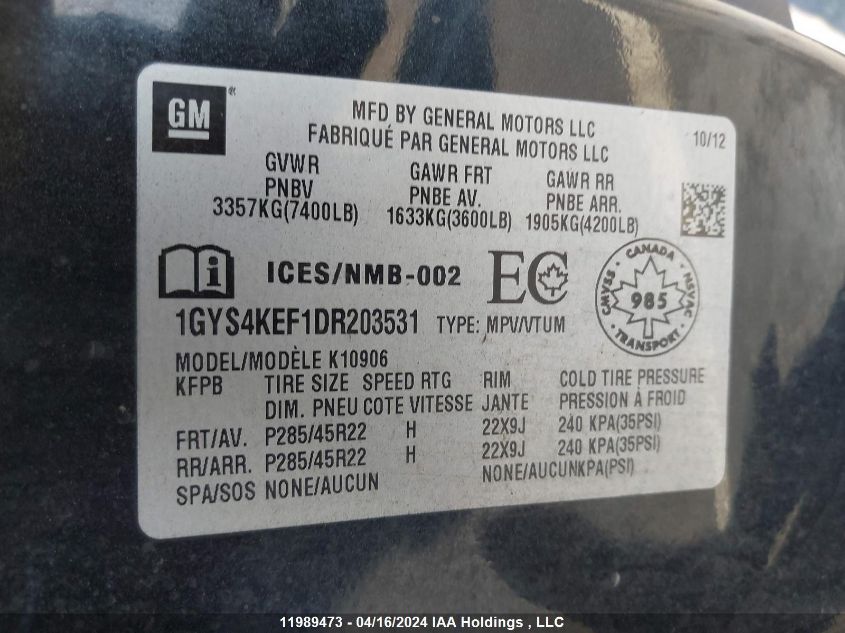 GM
MFD BY GENERAL MOTORS LLC
FABRIQUÉ PAR GENERAL MOTORS LLC
10/12
GVWR GAWR FRT GAWR RR
PNBV PNBE AV. PNBE ARR.
3357KG(7400LB) 1633KG(3600LB) 1905KG(4200LB)
i ICES/NMB-002 EC
CANADA NSVAC TRANSPORT CMVSS
985
1GYS4KEF1DR203531 TYPE: MPV/VTUM
MODEL/MODÈLE K10906
KFPB TIRE SIZE SPEED RTG RIM COLD TIRE PRESSURE
DIM. PNEU COTE VITESSE JANTE PRESSION À FROID
FRT/AV. P285/45R22 H 22X9J 240 KPA(35PSI)
RR/ARR. P285/45R22 H 22X9J 240 KPA(35PSI)
SPA/SOS NONE/AUCUN NONE/AUCUNKPA(PSI)
11989473 - 04/16/2024 IAA Holdings , LLC